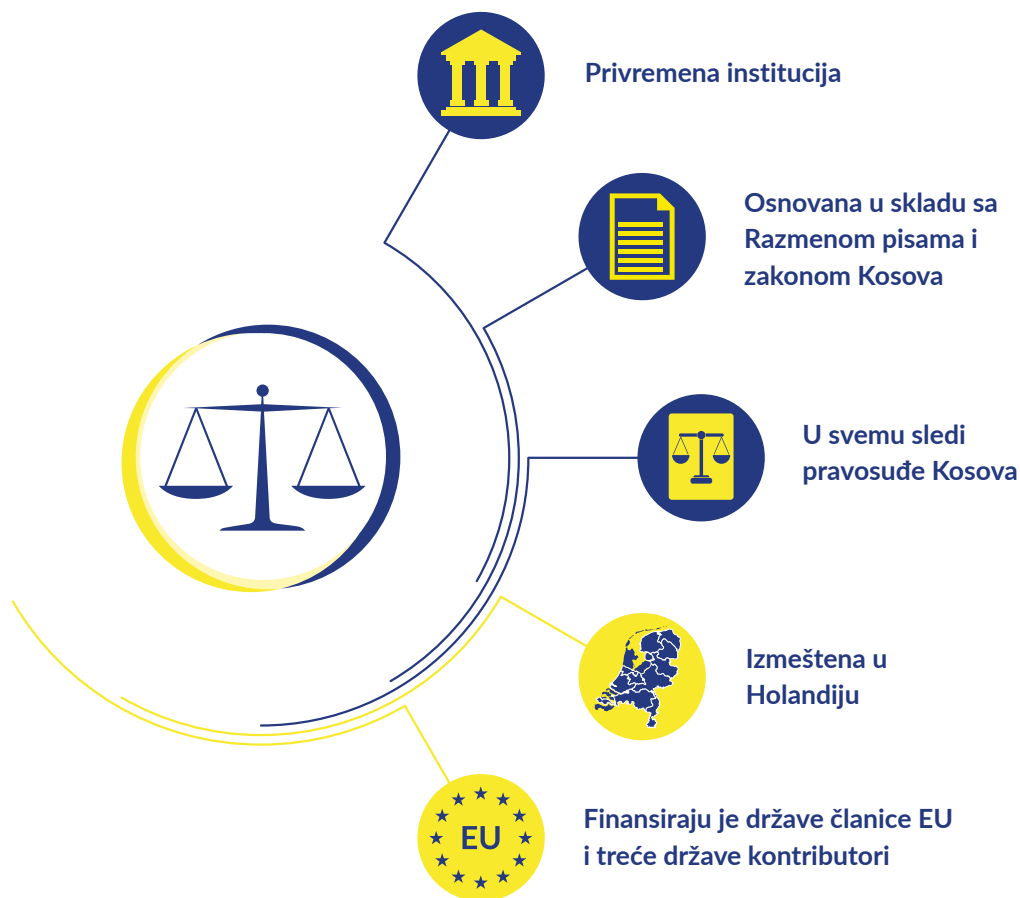 Privremena institucija
Osnovana u skladu sa
Razmenom pisama i
zakonom Kosova
U svemu sledi
pravosuđe Kosova
Izmeštena u
Holandiju
EU
Finansiraju je države članice EU
i treće države kontributori